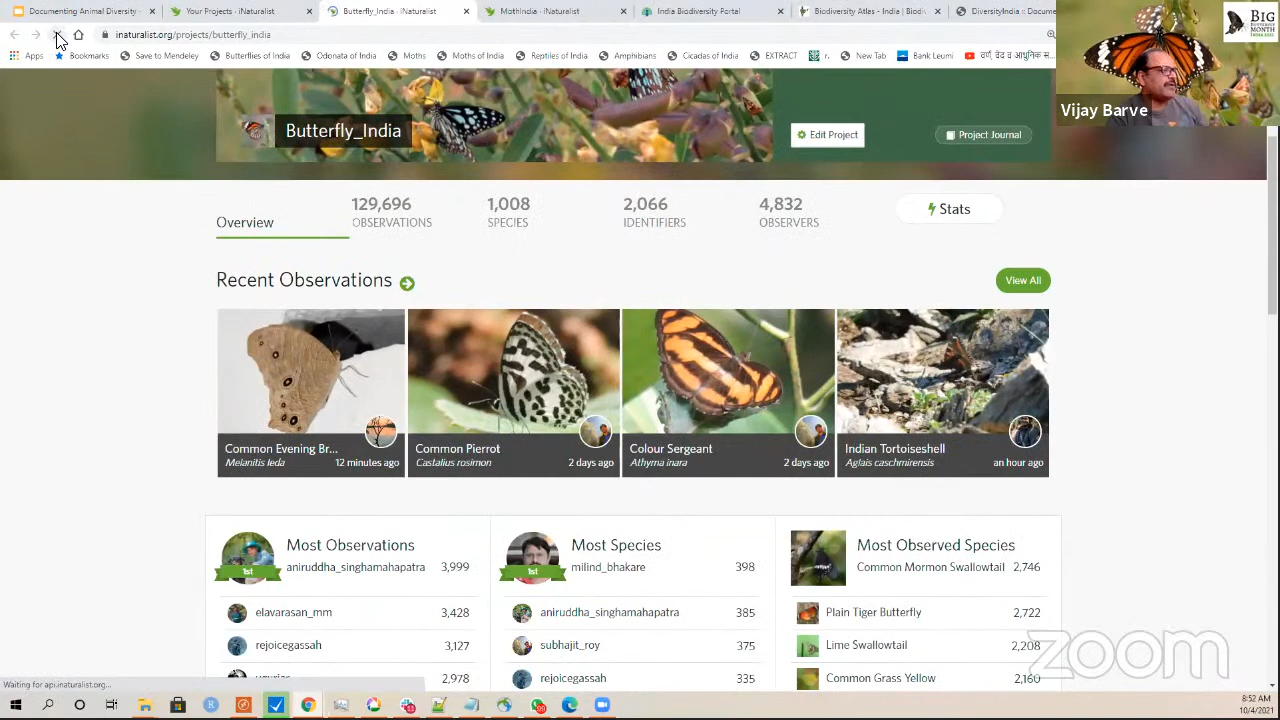 Documenting Animal Diversity
Your Projects · iNaturalist
Butterfly_India · iNaturalist
MothIndia · iNaturalist
India Biodiversity Portal
Biodiversity Atlas - India | Biodiv
DiversityIndia :: Docum
inaturalist.org/projects/butterfly_india
Apps
Bookmarks
Save to Mendeley
Butterflies of India
Odonata of India
Moths
Moths of India
Reptiles of India
Amphibians
Cicadas of India
EXTRACT
New Tab
Bank Leumi
BIG
BUTTERFLY
MONTH
Vijay Barve
Butterfly_India
Edit Project
Project Journal
Overview
129,696
OBSERVATIONS
1,008
SPECIES
2,066
IDENTIFIERS
4,832
OBSERVERS
Stats
Recent Observations
View All
Common Evening Br...
Melanitis leda
12 minutes ago
Common Pierrot
Castalius rosimon
2 days ago
Colour Sergeant
Athyma inara
2 days ago
Indian Tortoiseshell
Aglais caschmirensis
an hour ago
Most Observations
1st
aniruddha_singhamahapatra 3,999
elavarasan_mm 3,428
rejoicegassah 3,127
2,978
Most Species
1st
milind_bhakare 398
aniruddha_singhamahapatra 385
subhajit_roy 375
rejoicegassah 335
Most Observed Species
Common Mormon Swallowtail 2,746
Plain Tiger Butterfly 2,722
Lime Swallowtail 2,208
Common Grass Yellow 2,160
zoom
Waiting for api.inaturalist.org...
8:52 AM
10/4/2021